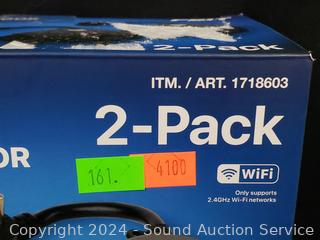 2-Pack
ITM. / ART. 1718603
2-Pack
OR
161.
4100
WiFi
Only supports
2.4GHz Wi-Fi networks
Copyright 2024 - Sound Auction Service